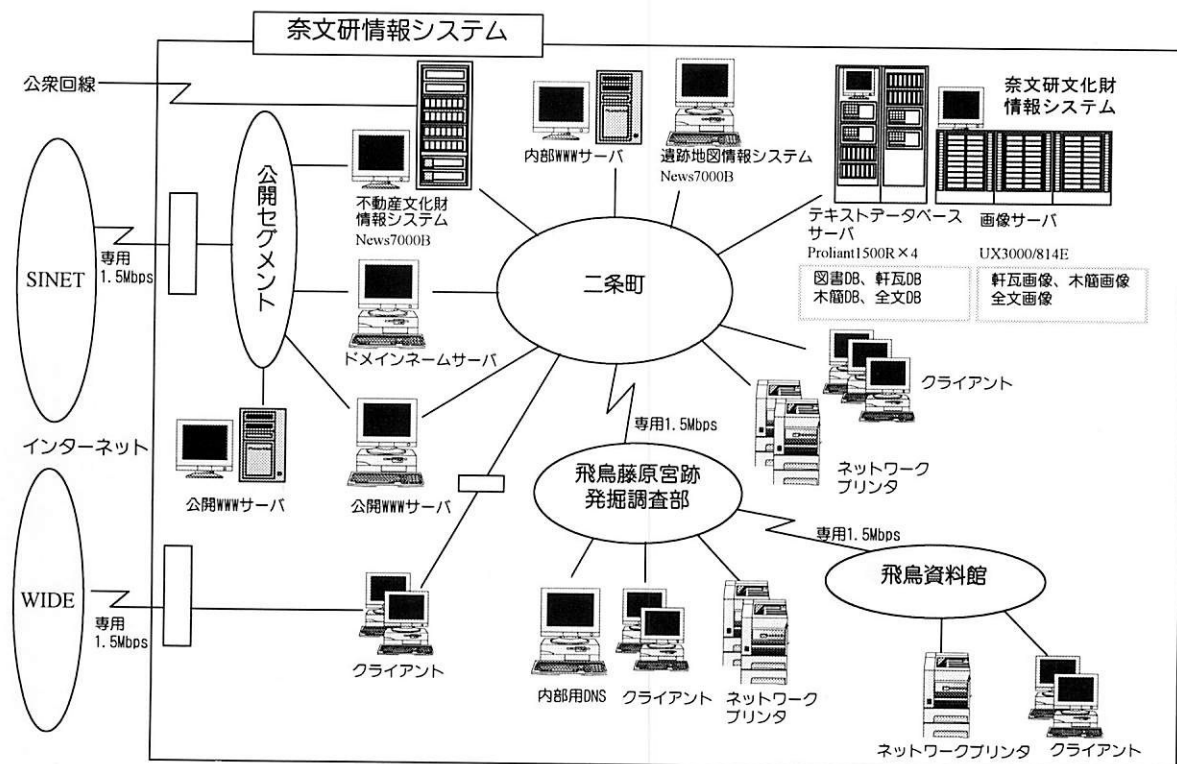 奈文研情報システム
公衆回線
奈文研文化財
情報システム
内部WWWサーバ
遺跡地図情報システム
News7000B
公開セグメント
不動産文化財
情報システム
News7000B
テキストデータベース
サーバ
Proliant1500R×4
画像サーバ
UX3000/814E
図書DB、軒瓦DB
木簡DB、全文DB
軒瓦画像、木簡画像
全文画像
SINET
専用
1.5Mbps
二条町
ドメインネームサーバ
クライアント
インターネット
専用1.5Mbps
ネットワーク
プリンタ
公開WWWサーバ
公開WWWサーバ
飛鳥藤原宮跡
発掘調査部
専用1.5Mbps
飛鳥資料館
WIDE
専用
1.5Mbps
クライアント
内部用DNS
クライアント
ネットワーク
プリンタ
ネットワークプリンタ
クライアント